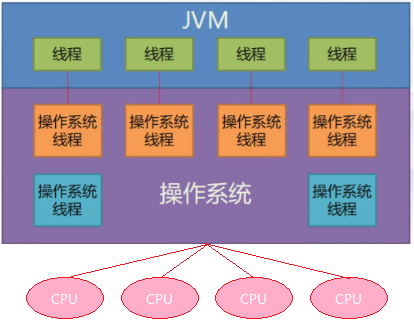 JVM
线程 线程 线程 线程
操作系统 操作系统 操作系统 操作系统
线程 线程 线程 线程
操作系统 操作系统 操作系统
线程 线程
CPU CPU CPU CPU